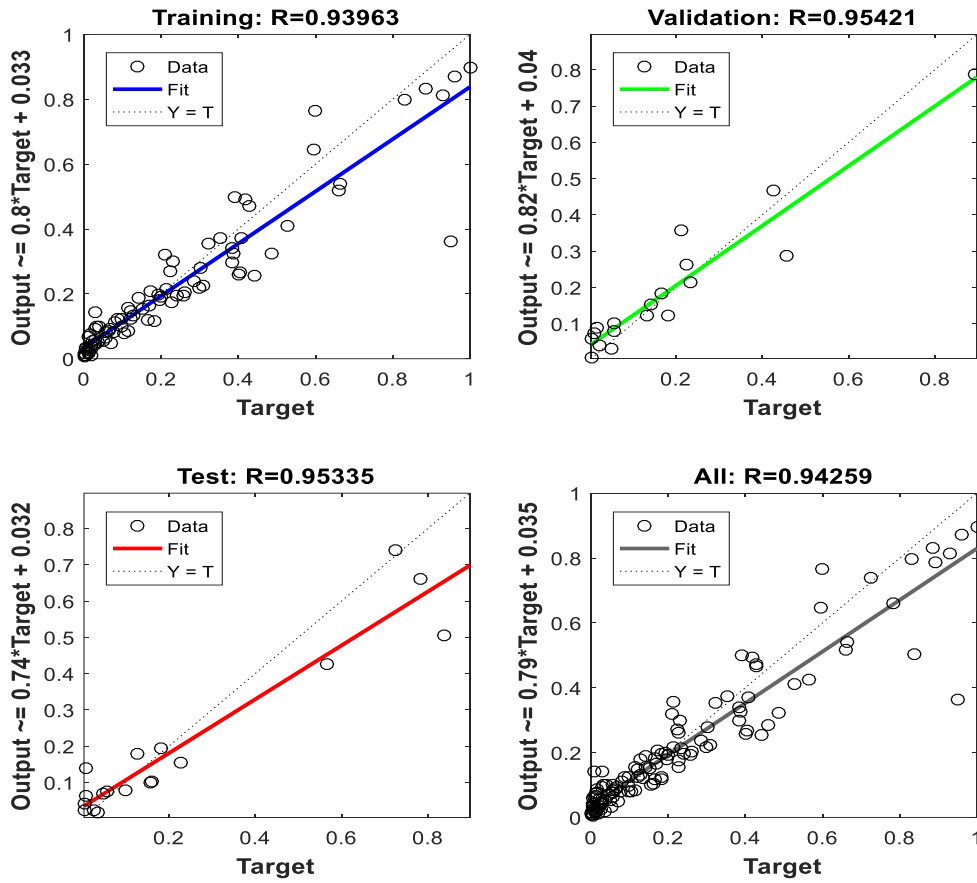 Training: R=0.93963
Output ~= 0.8*Target + 0.033
1
0.8
0.6
0.4
0.2
0
Data
Fit
Y = T
0
0.2
0.4
0.6
0.8
1
Target
Validation: R=0.95421
Output ~= 0.82*Target + 0.04
0.8
0.7
0.6
0.5
0.4
0.3
0.2
0.1
Data
Fit
Y = T
0.2
0.4
0.6
0.8
Target
Test: R=0.95335
Output ~= 0.74*Target + 0.032
0.8
0.7
0.6
0.5
0.4
0.3
0.2
0.1
Data
Fit
Y = T
0.2
0.4
0.6
0.8
Target
All: R=0.94259
Output ~= 0.79*Target + 0.035
1
0.8
0.6
0.4
0.2
0
Data
Fit
Y = T
0
0.2
0.4
0.6
0.8
1
Target